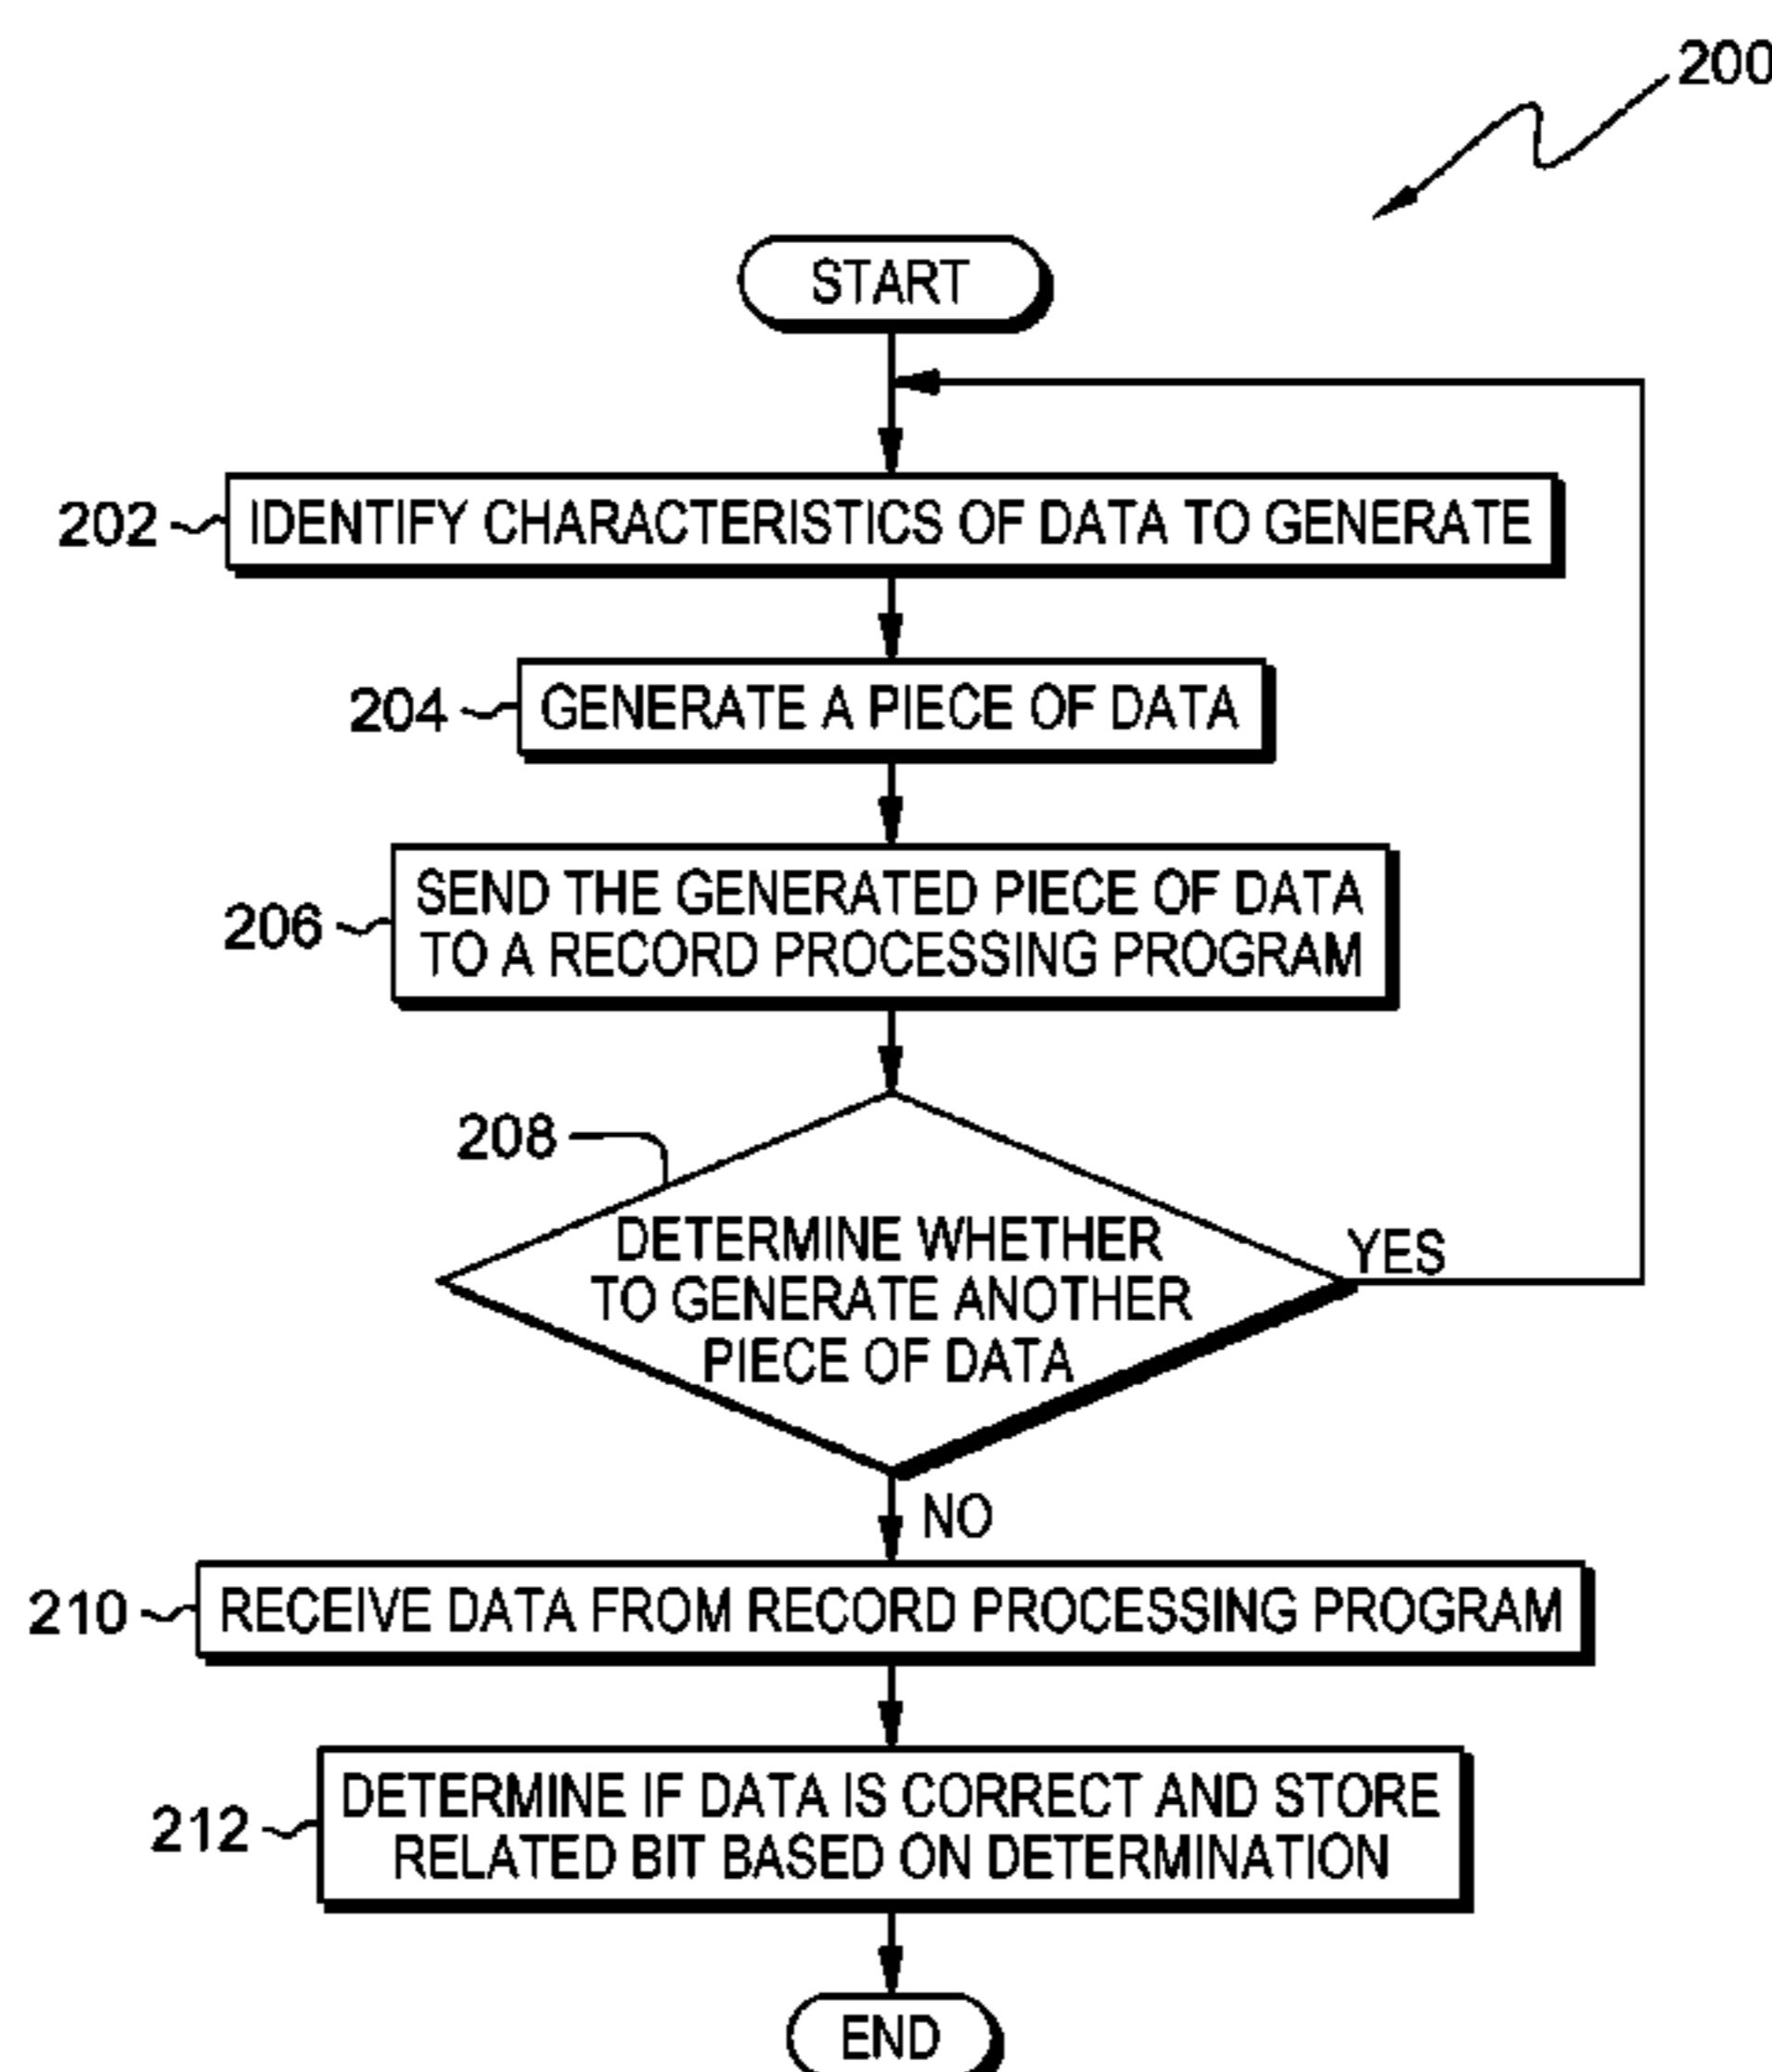 200
START
202
IDENTIFY CHARACTERISTICS OF DATA TO GENERATE
204
GENERATE A PIECE OF DATA
206
SEND THE GENERATED PIECE OF DATA
TO A RECORD PROCESSING PROGRAM
208
DETERMINE WHETHER
TO GENERATE ANOTHER
PIECE OF DATA
YES
NO
210
RECEIVE DATA FROM RECORD PROCESSING PROGRAM
212
DETERMINE IF DATA IS CORRECT AND STORE
RELATED BIT BASED ON DETERMINATION
END